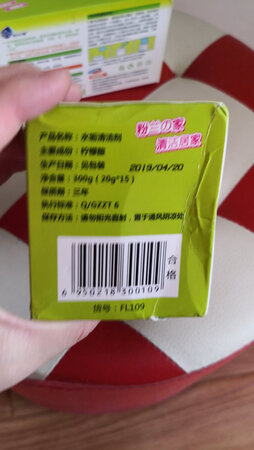 粉兰の家
清洁居家
产品名称：水垢清洁剂
主要成份：柠檬酸
生产日期：见包装 2019/04/20
净含量：300g（20g*15）
保质期：三年
执行标准：Q/GZZT 6
保存方法：请勿阳光直射，置于通风阴凉处
合格
6 950218 300109
货号：FL109